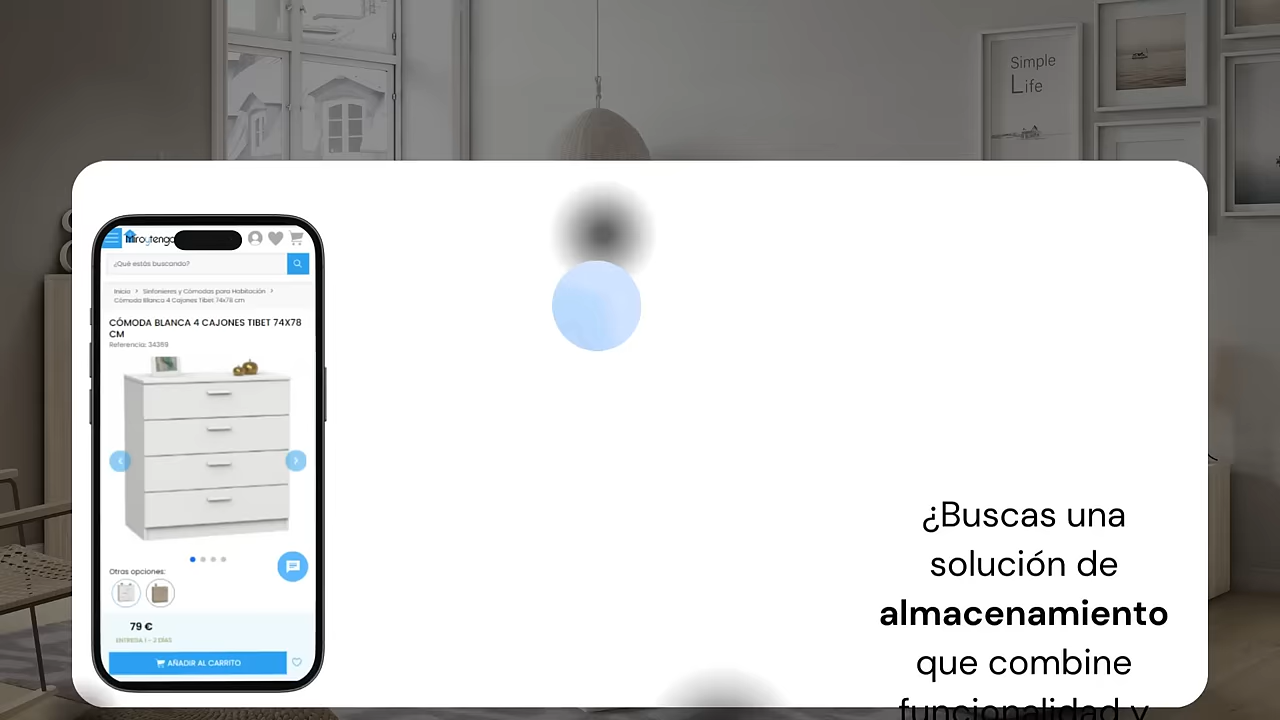 Simple
Life
miroytengo
¿Qué estás buscando?
Inicio > Sinfonieres y Cómodas para Habitación >
Cómoda Blanca 4 Cajones Tibet 74x78 cm
CÓMODA BLANCA 4 CAJONES TIBET 74X78
CM
Referencia: 34389
Otras opciones:
79 €
ENTREGA 1 - 2 DÍAS
AÑADIR AL CARRITO
¿Buscas una
solución de
almacenamiento
que combine
funcionalidad y